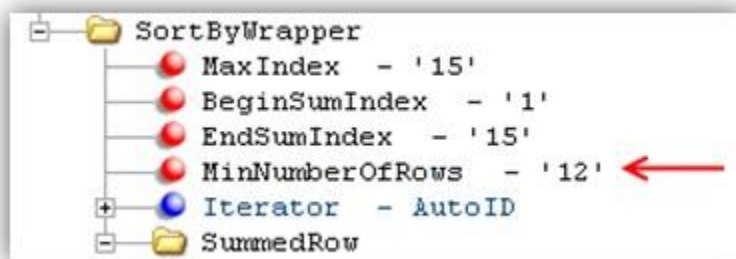 SortByWrapper
MaxIndex - '15'
BeginSumIndex - '1'
EndSumIndex - '15'
MinNumberOfRows - '12'
Iterator - AutoID
SummedRow